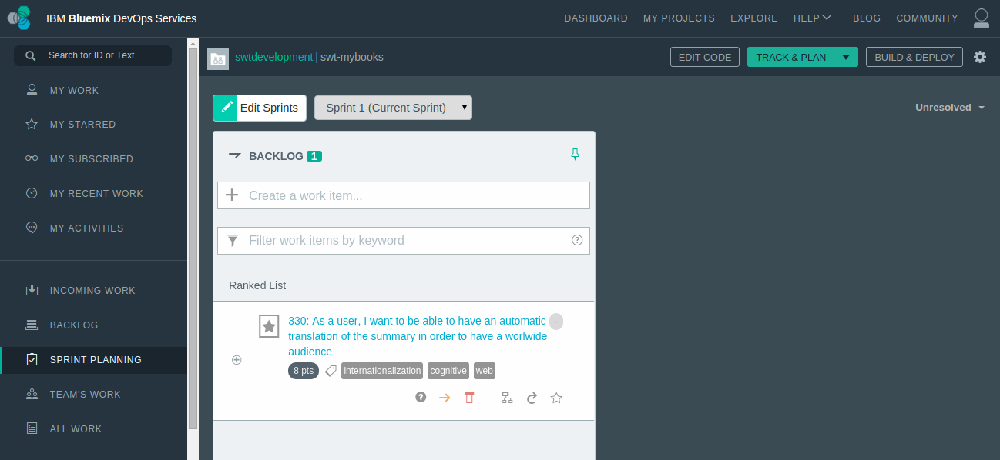 IBM Bluemix DevOps Services
DASHBOARD MY PROJECTS EXPLORE HELP BLOG COMMUNITY
Search for ID or Text
MY WORK
MY STARRED
MY SUBSCRIBED
MY RECENT WORK
MY ACTIVITIES
INCOMING WORK
BACKLOG
SPRINT PLANNING
TEAM'S WORK
ALL WORK
swtdevelopment | swt-mybooks
EDIT CODE TRACK & PLAN BUILD & DEPLOY
Edit Sprints Sprint 1 (Current Sprint) Unresolved
BACKLOG 1
Create a work item...
Filter work items by keyword
Ranked List
330: As a user, I want to be able to have an automatic -
translation of the summary in order to have a worlwide
audience
8 pts internationalization cognitive web